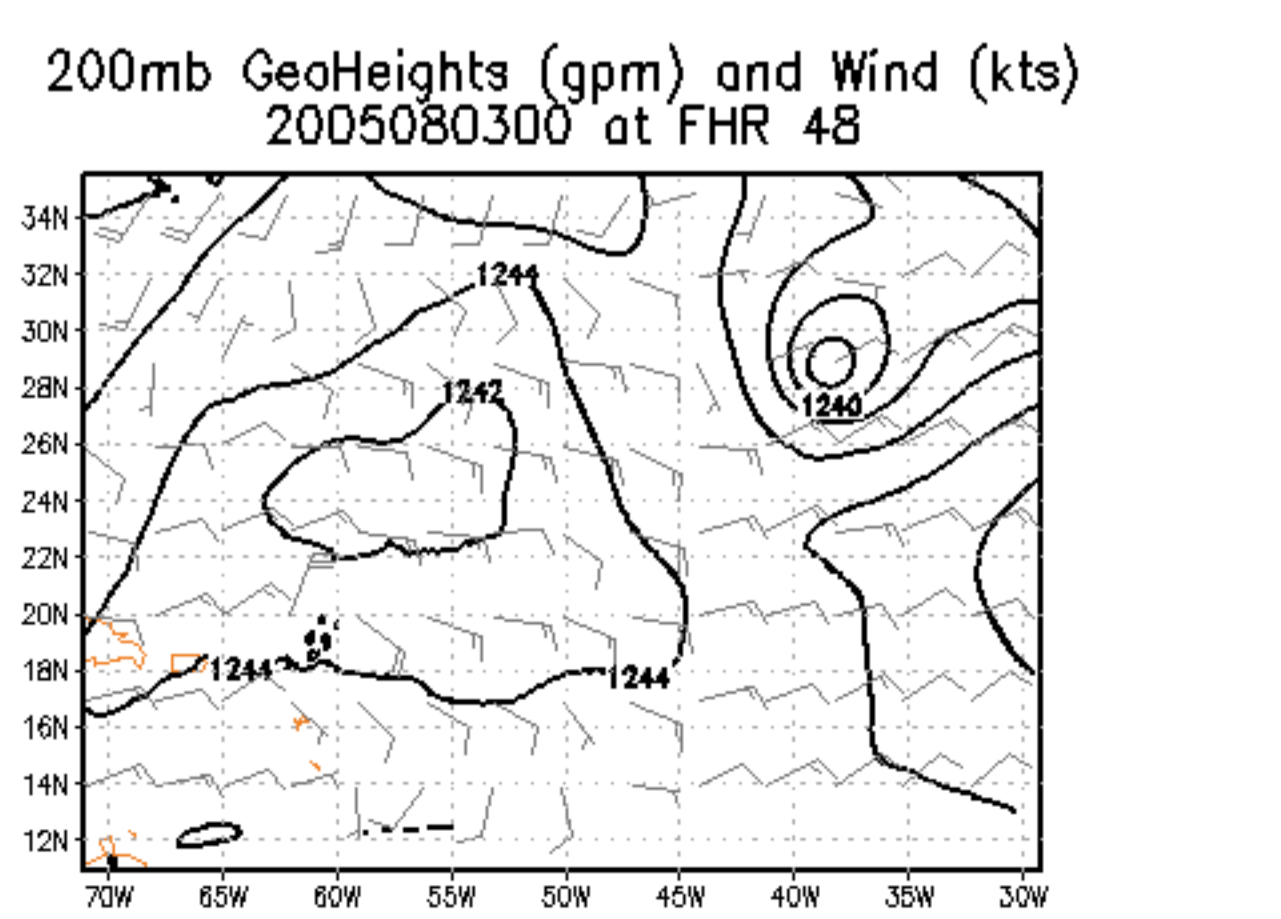 200mb GeoHeights (gpm) and Wind (kts)
2005080300 at FHR 48
34N
32N
1244
30N
28N
1242
1240
26N
24N
22N
20N
18N
1244
1244
16N
14N
12N
70W 65W 60W 55W 50W 45W 40W 35W 30W